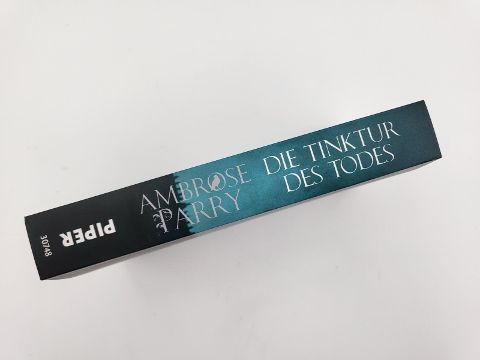 AMBROSE
PARRY
DIE TINKTUR
DES TODES
PIPER
30748